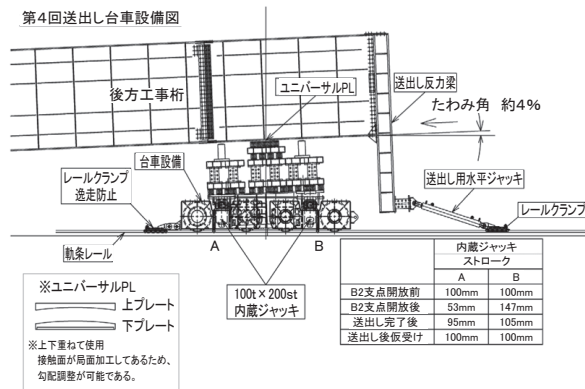 第4回送出し台車設備図
後方工事桁
ユニバーサルPL
送出し反力梁
たわみ角 約4%
台車設備
レールクランプ
逸走防止
送出し用水平ジャッキ
レールクランプ
軌条レール
A
B
100t×200st
内蔵ジャッキ
※ユニバーサルPL
上プレート
下プレート
※上下重ねて使用
接触面が局面加工してあるため、
勾配調整が可能である。
内蔵ジャッキ
ストローク
A B
B2支点開放前 100mm 100mm
B2支点開放後 53mm 147mm
送出し完了後 95mm 105mm
送出し後仮受け 100mm 100mm